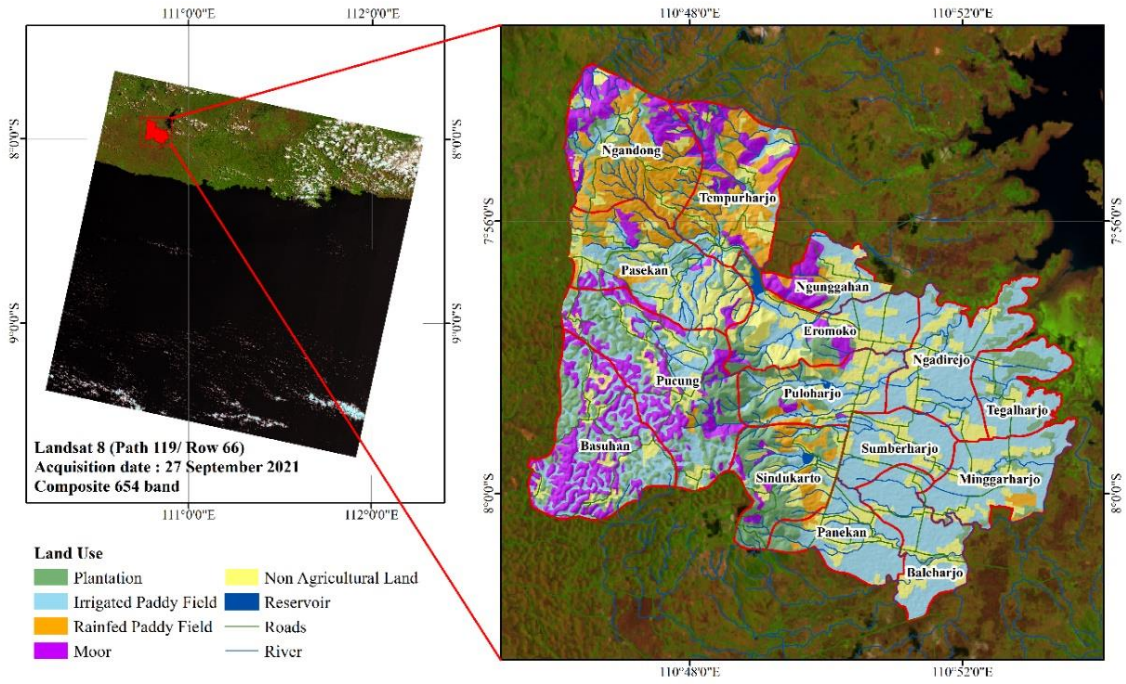 111°0'0"E
112°0'0"E
8°0'0"S
9°0'0"S
8°0'0"S
9°0'0"S
Landsat 8 (Path 119/ Row 66)
Acquisition date : 27 September 2021
Composite 654 band
111°0'0"E
112°0'0"E
Land Use
Plantation
Irrigated Paddy Field
Rainfed Paddy Field
Moor
Non Agricultural Land
Reservoir
Roads
River
110°48'0"E
110°52'0"E
7°56'0"S
8°0'0"S
7°56'0"S
8°0'0"S
Ngandong
Tempurharjo
Pasekan
Ngunggahan
Eromoko
Ngadirejo
Pucung
Puloharjo
Tegalharjo
Basuhan
Sumberharjo
Sindukarto
Minggarharjo
Panekan
Baleharjo
110°48'0"E
110°52'0"E